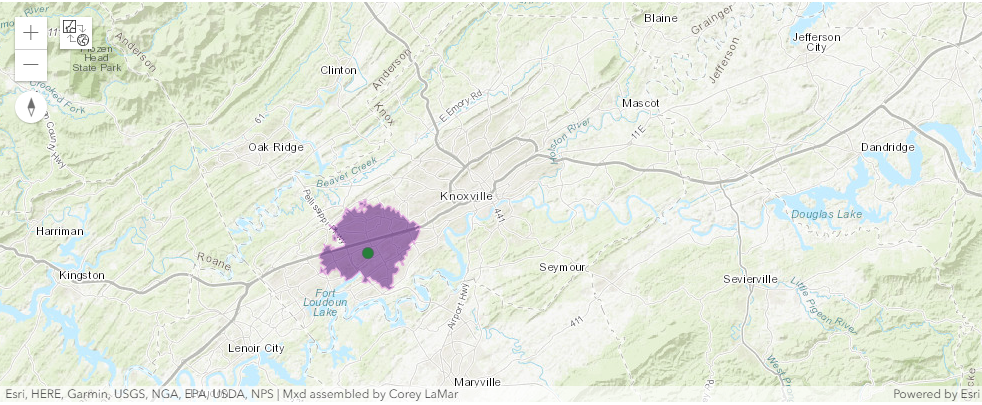 Blaine
Grainger
Jefferson
City
Anderson
Frozen
Head
State Park
Clinton
Anderson
Jefferson
Crooked Fork
Knox
E Emory Rd
Mascot
61
11E
Holston River
Oak Ridge
Dandridge
Beaver Creek
Pellissippi Pkwy
Knoxville
441
Douglas Lake
Harriman
Roane
Kingston
Seymour
Sevierville
Fort
Loudoun
Lake
Little Pigeon River
Airport Hwy
411
Lenoir City
Maryville
Esri, HERE, Garmin, USGS, NGA, EPA, USDA, NPS | Mxd assembled by Corey LaMar
Powered by Esri